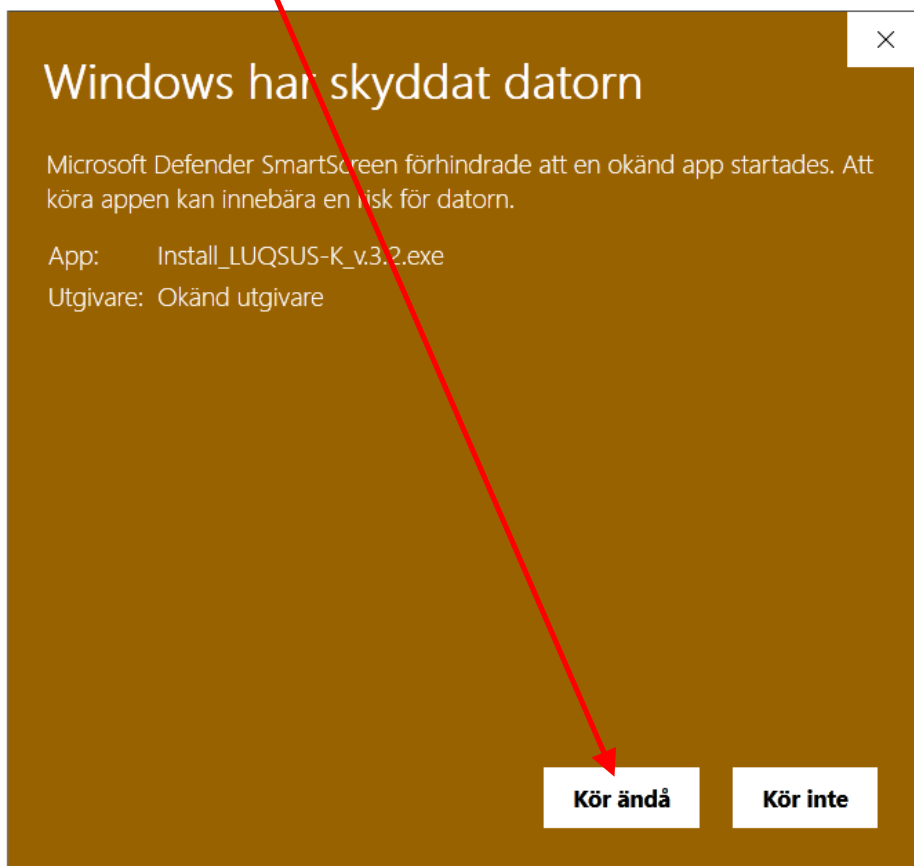 Windows har skyddat datorn
Microsoft Defender SmartScreen förhindrade att en okänd app startades. Att
köra appen kan innebära en risk för datorn.
App: Install_LUQSUS-K_v.3.2.exe
Utgivare: Okänd utgivare
Kör ändå Kör inte